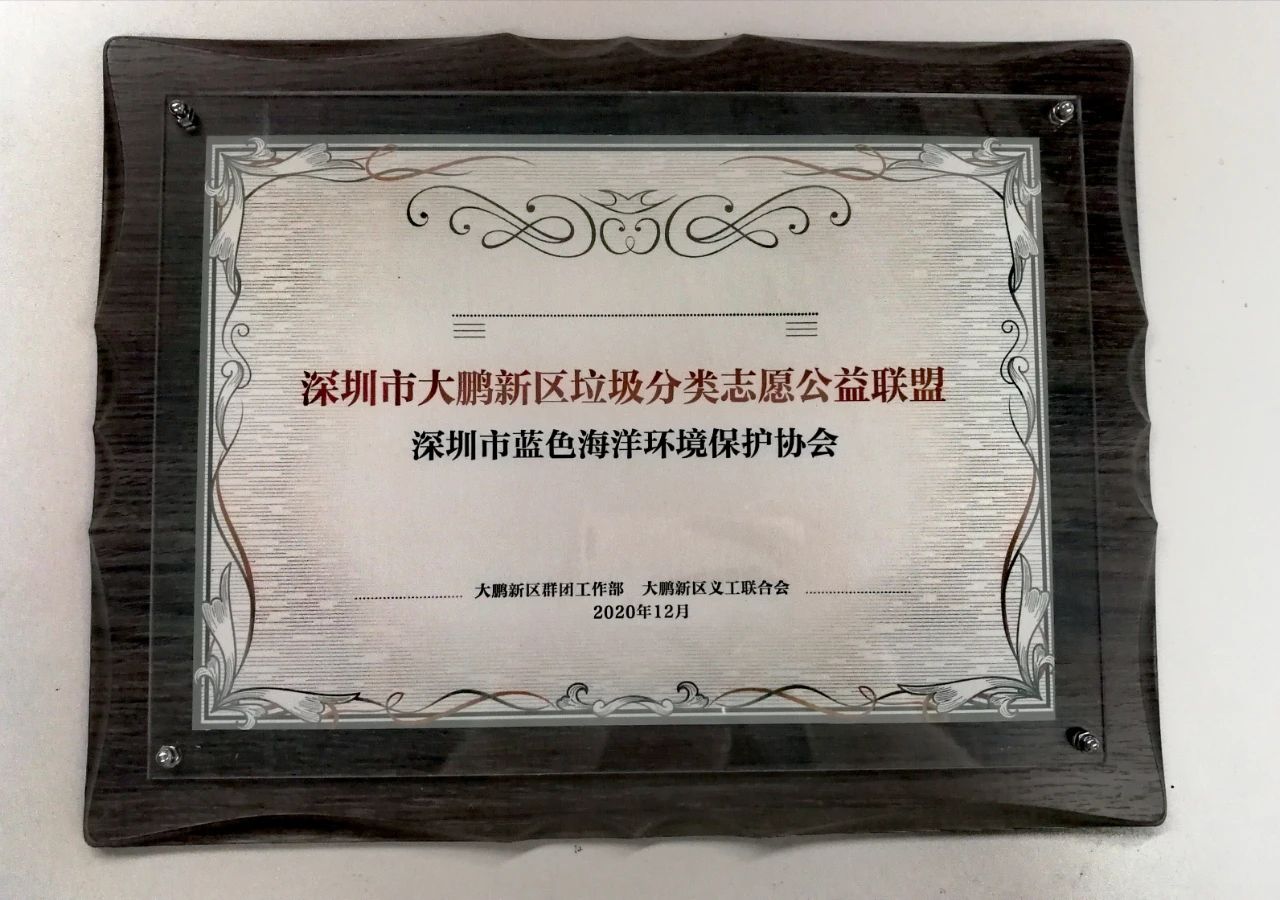 深圳市大鹏新区垃圾分类志愿公益联盟
深圳市蓝色海洋环境保护协会
大鹏新区群团工作部 大鹏新区义工联合会
2020年12月